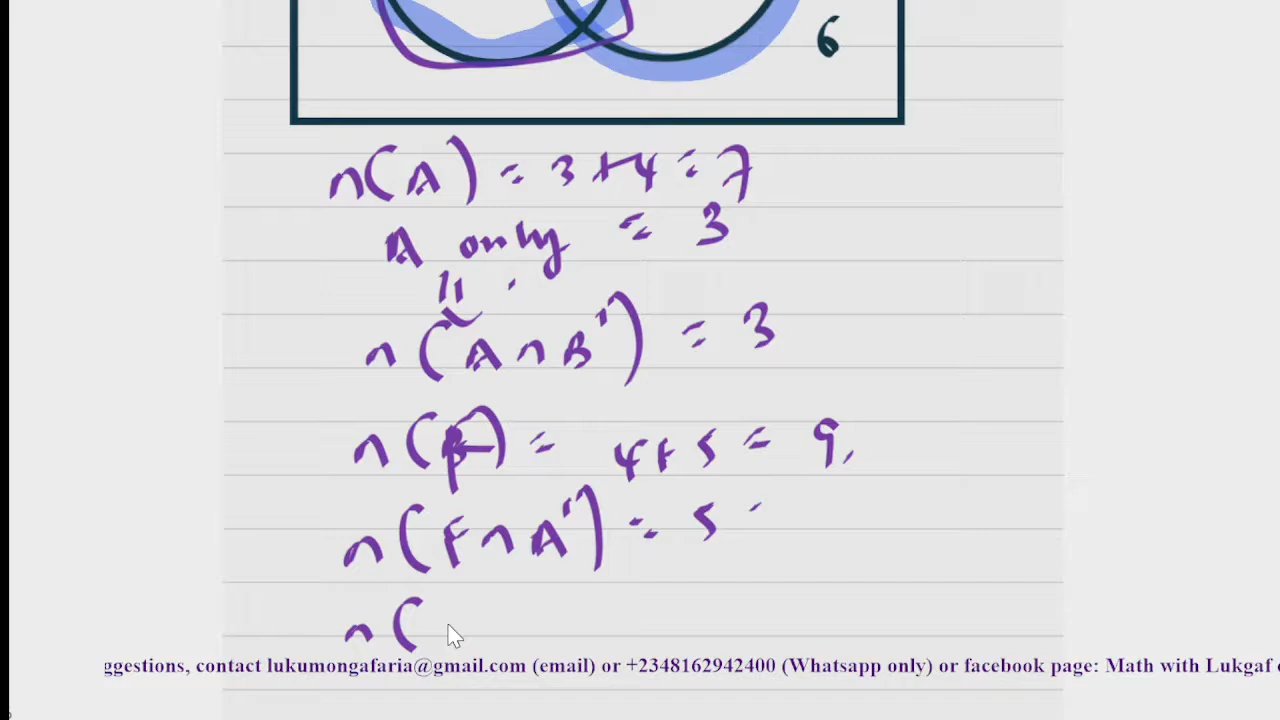 6
n(A) = 3+4 = 7
A only = 3
n(A∩B') = 3
n(F) = 4+5 = 9,
n(F∩A') = 5
n(
ggestions, contact lukumongafaria@gmail.com (email) or +2348162942400 (Whatsapp only) or facebook page: Math with Lukgaf o